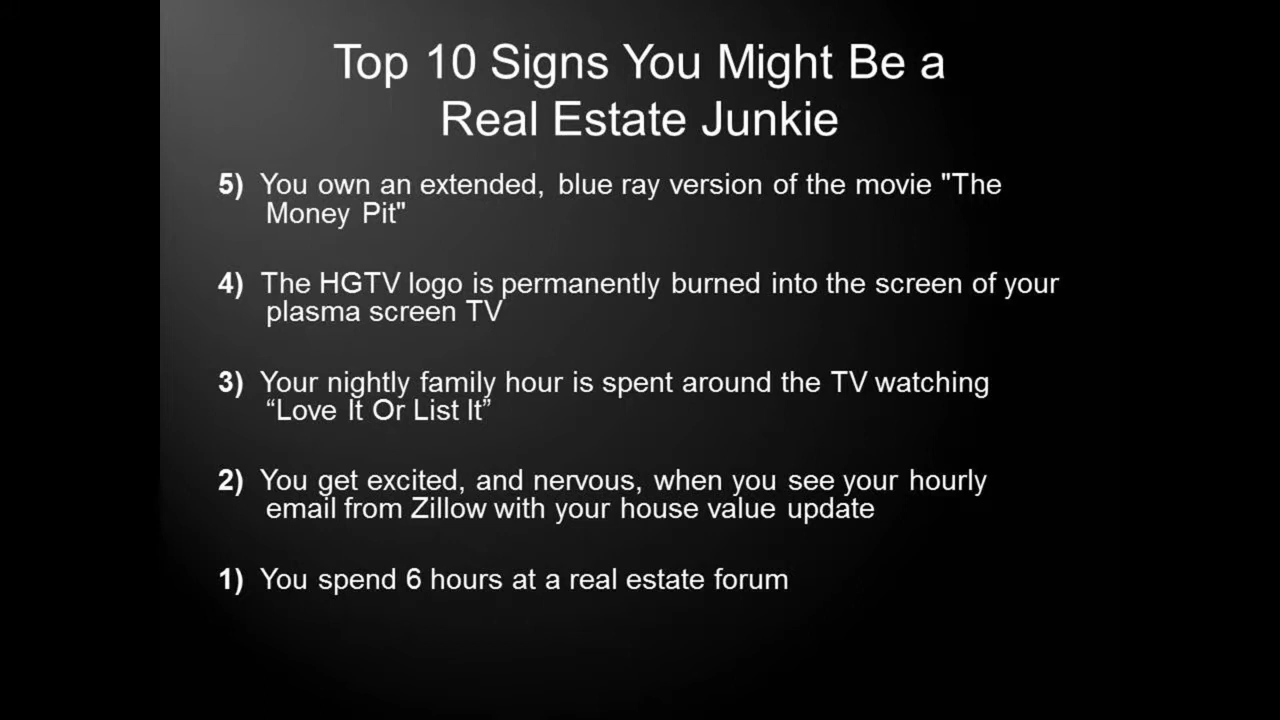 Top 10 Signs You Might Be a
Real Estate Junkie
5) You own an extended, blue ray version of the movie "The
Money Pit"
4) The HGTV logo is permanently burned into the screen of your
plasma screen TV
3) Your nightly family hour is spent around the TV watching
“Love It Or List It”
2) You get excited, and nervous, when you see your hourly
email from Zillow with your house value update
1) You spend 6 hours at a real estate forum